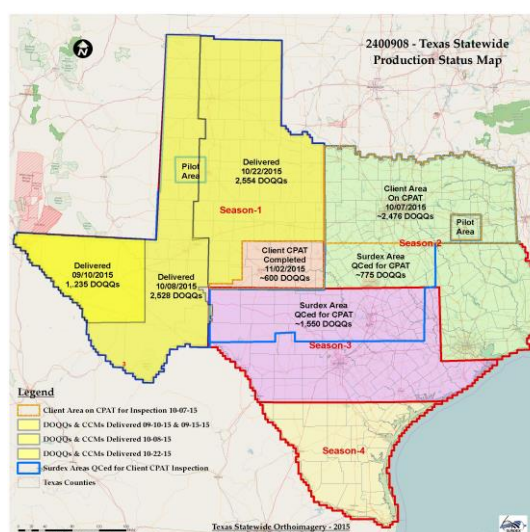 2400908 - Texas Statewide
Production Status Map
N
Delivered
10/22/2015
2,554 DOQQs
Pilot
Area
Season-1
Client Area
On CPAT
10/07/2015
~2,476 DOQQs
Pilot
Area
Season-2
Client CPAT
Completed
11/02/2015
~600 DOQQs
Surdex Area
QCed for CPAT
~775 DOQQs
Delivered
09/10/2015
1,,235 DOQQs
Delivered
10/08/2015
2,528 DOQQs
Surdex Area
QCed for CPAT
~1,550 DOQQs
Season-3
Season-4
Legend
Client Area on CPAT for Inspection 10-07-15
DOQQs & CCMs Delivered 09-10-15 & 09-15-15
DOQQs & CCMs Delivered 10-08-15
DOQQs & CCMs Delivered 10-22-15
Surdex Areas QCed for Client CPAT Inspection
Texas Counties
Texas Statewide Orthoimagery - 2015